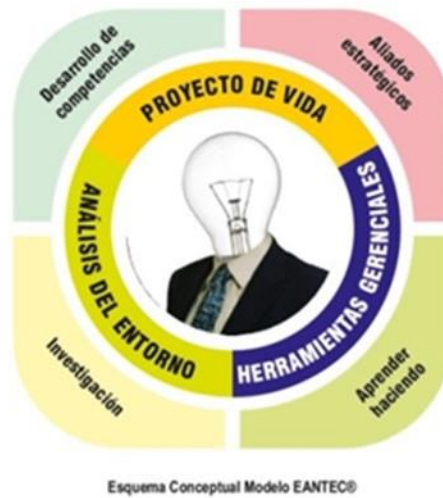 Desarrollo de
competencias
Aliados
estratégicos
PROYECTO DE VIDA
ANÁLISIS DEL ENTORNO
HERRAMIENTAS GERENCIALES
Investigación
Aprender
haciendo
Esquema Conceptual Modelo EANTEC®